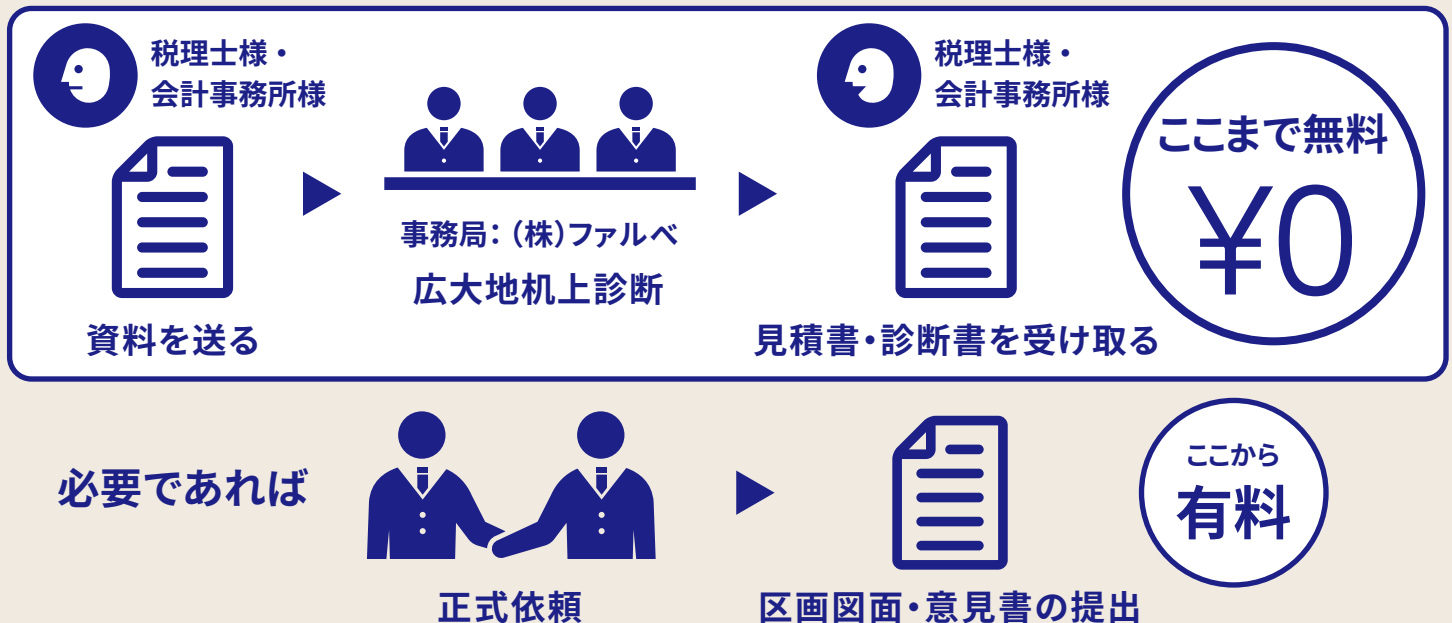 税理士様・
会計事務所様
資料を送る
事務局：（株）ファルベ
広大地机上診断
税理士様・
会計事務所様
見積書・診断書を受け取る
ここまで無料
¥0
必要であれば
正式依頼
区画図面・意見書の提出
ここから
有料